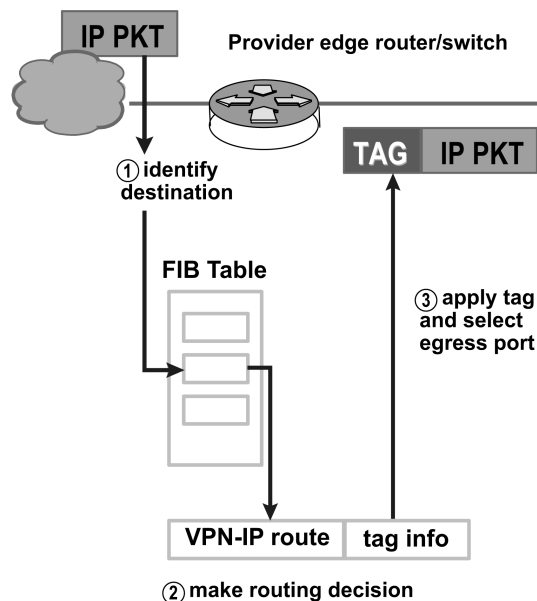 IP PKT
Provider edge router/switch
TAG IP PKT
① identify
destination
FIB Table
③ apply tag
and select
egress port
VPN-IP route tag info
② make routing decision